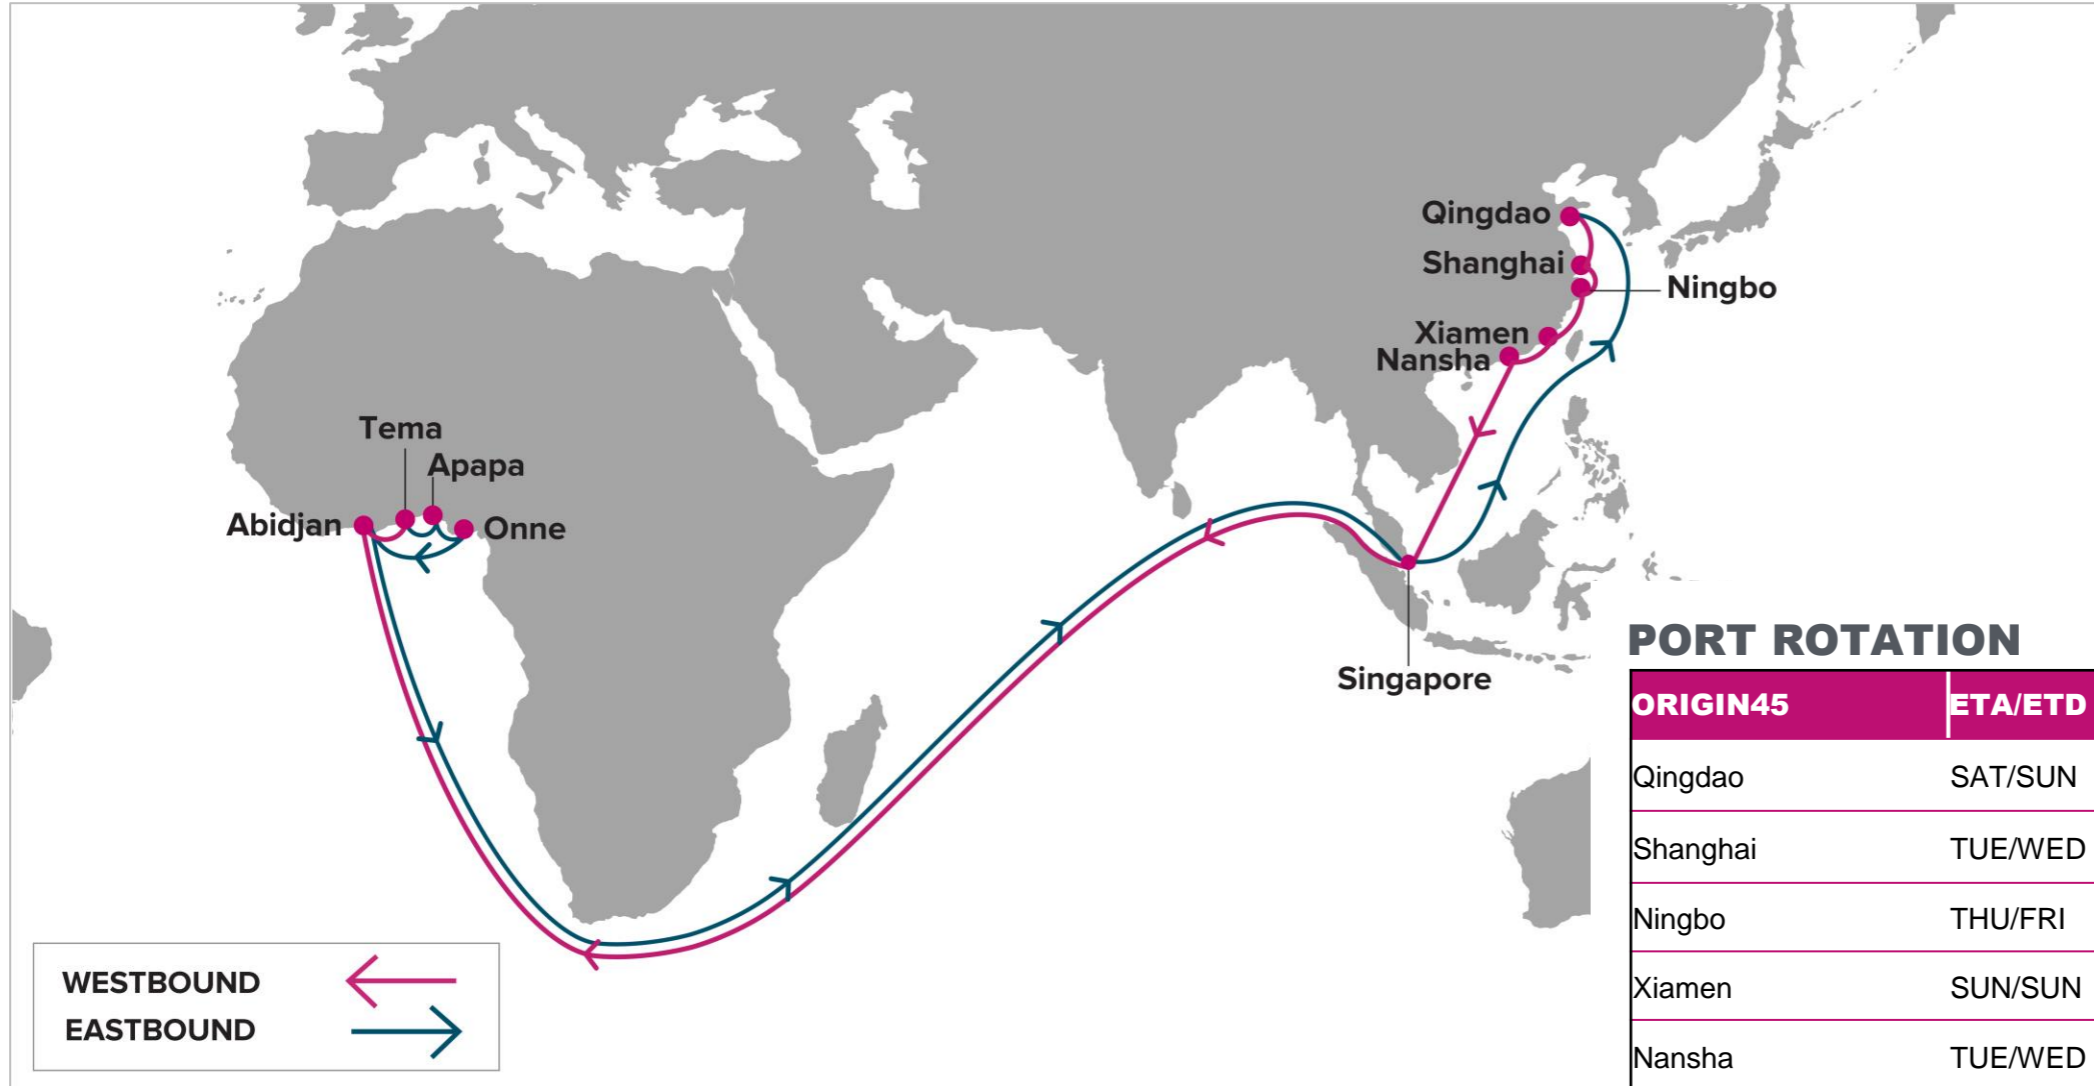 Qingdao
Shanghai
Ningbo
Xiamen
Nansha
Tema
Apapa
Abidjan
Onne
Singapore
WESTBOUND
EASTBOUND
PORT ROTATION
ORIGIN45 ETA/ETD
Qingdao SAT/SUN
Shanghai TUE/WED
Ningbo THU/FRI
Xiamen SUN/SUN
Nansha TUE/WED